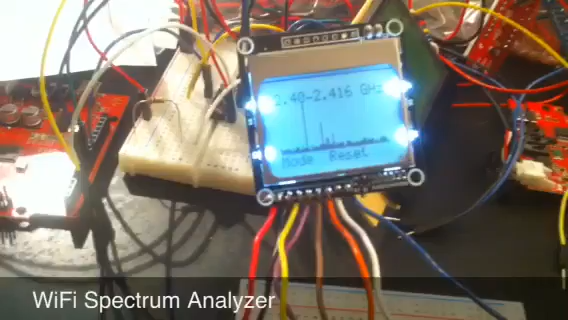 2.40-2.416 GHz
Mode Reset
WiFi Spectrum Analyzer